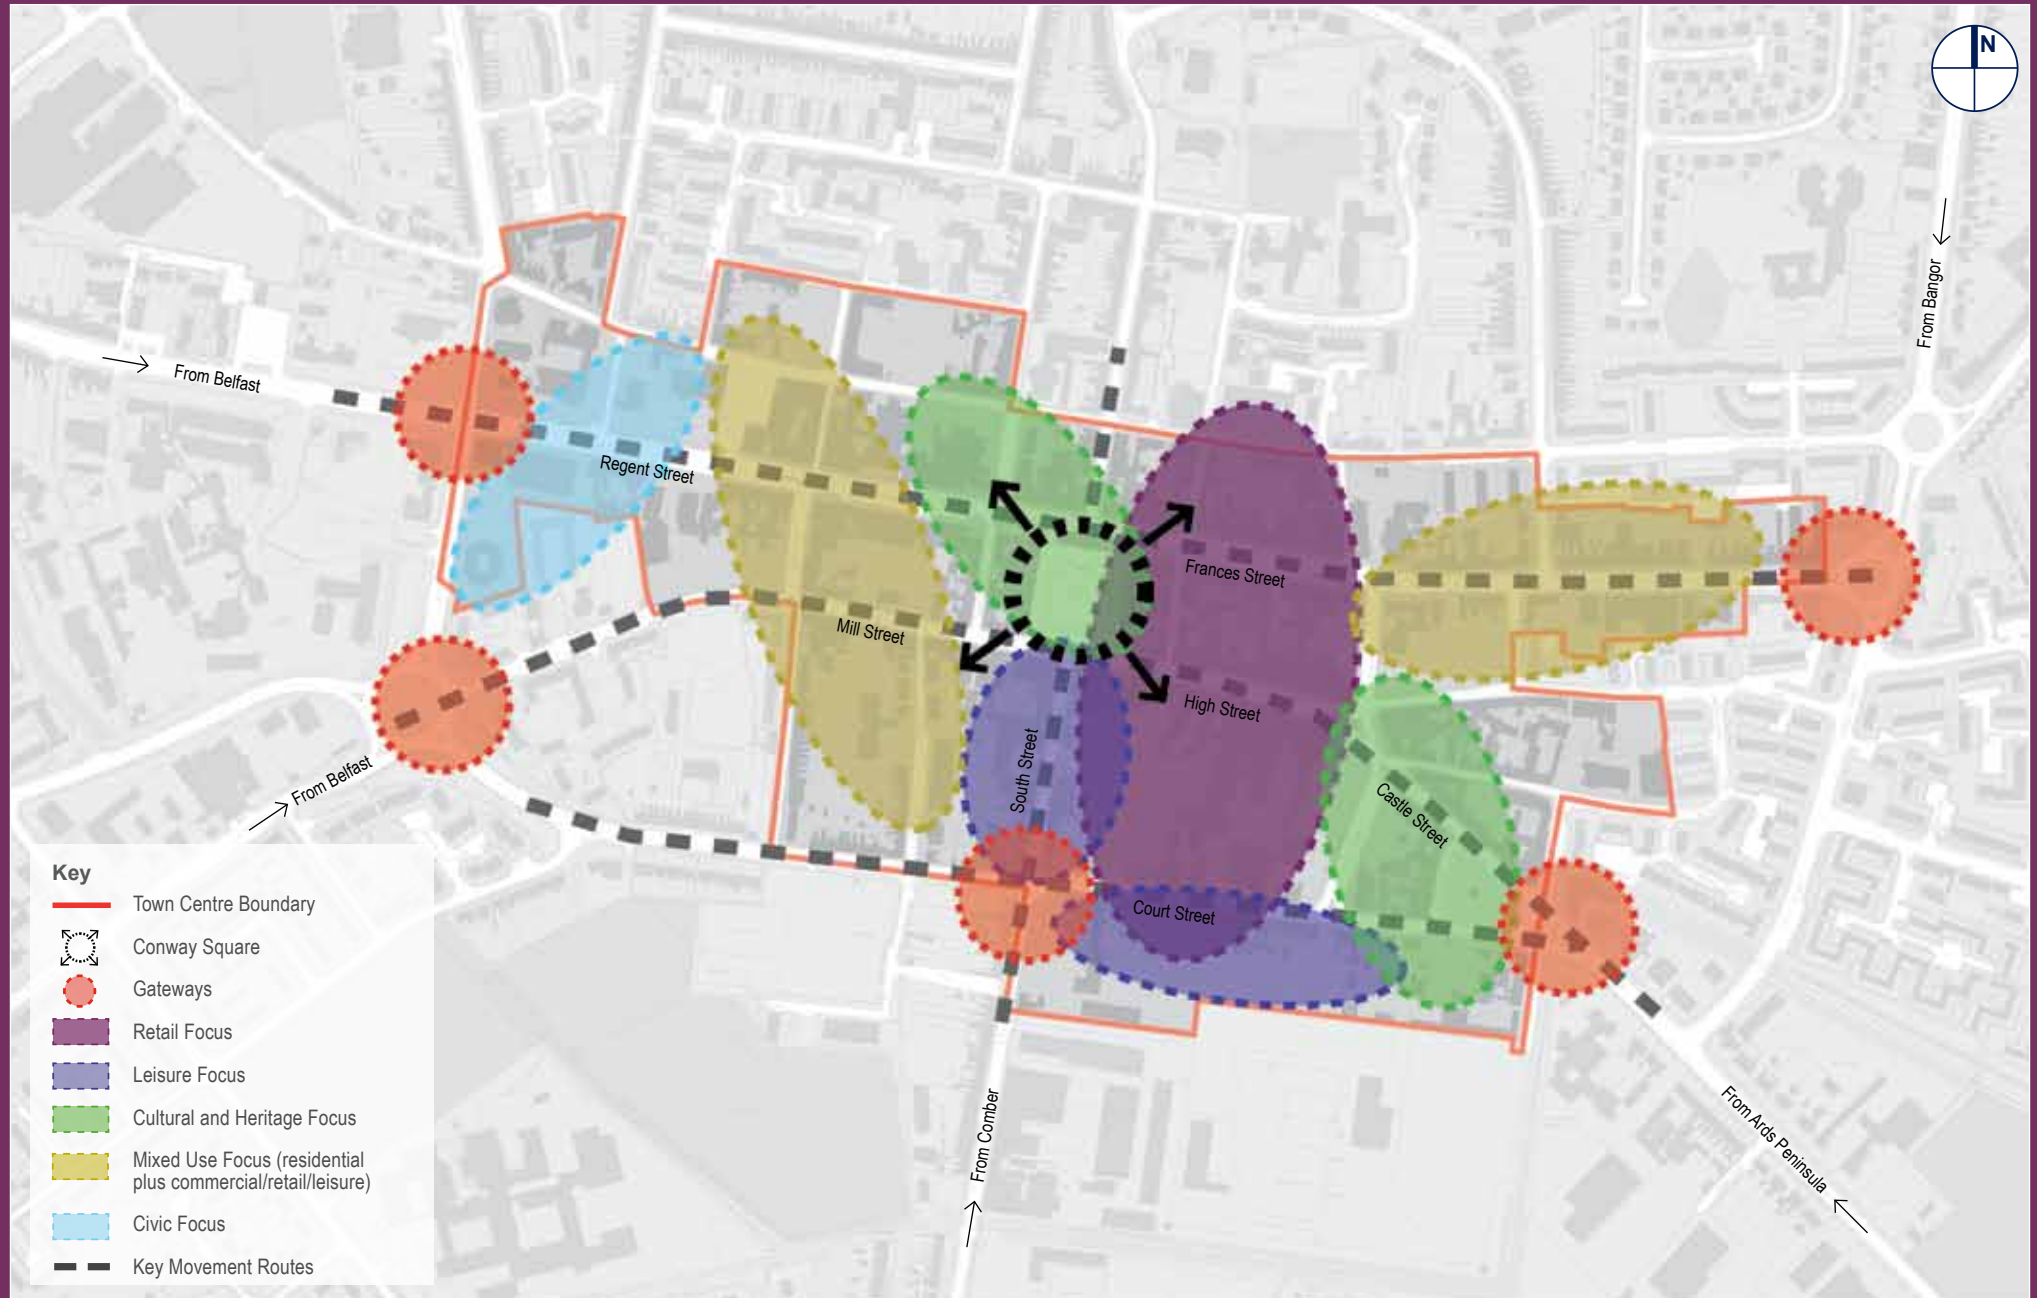 N
From Bangor
From Belfast
Regent Street
Frances Street
Mill Street
High Street
South Street
From Belfast
Castle Street
Court Street
From Comber
From Ards Peninsula
Key
Town Centre Boundary
Conway Square
Gateways
Retail Focus
Leisure Focus
Cultural and Heritage Focus
Mixed Use Focus (residential
plus commercial/retail/leisure)
Civic Focus
Key Movement Routes